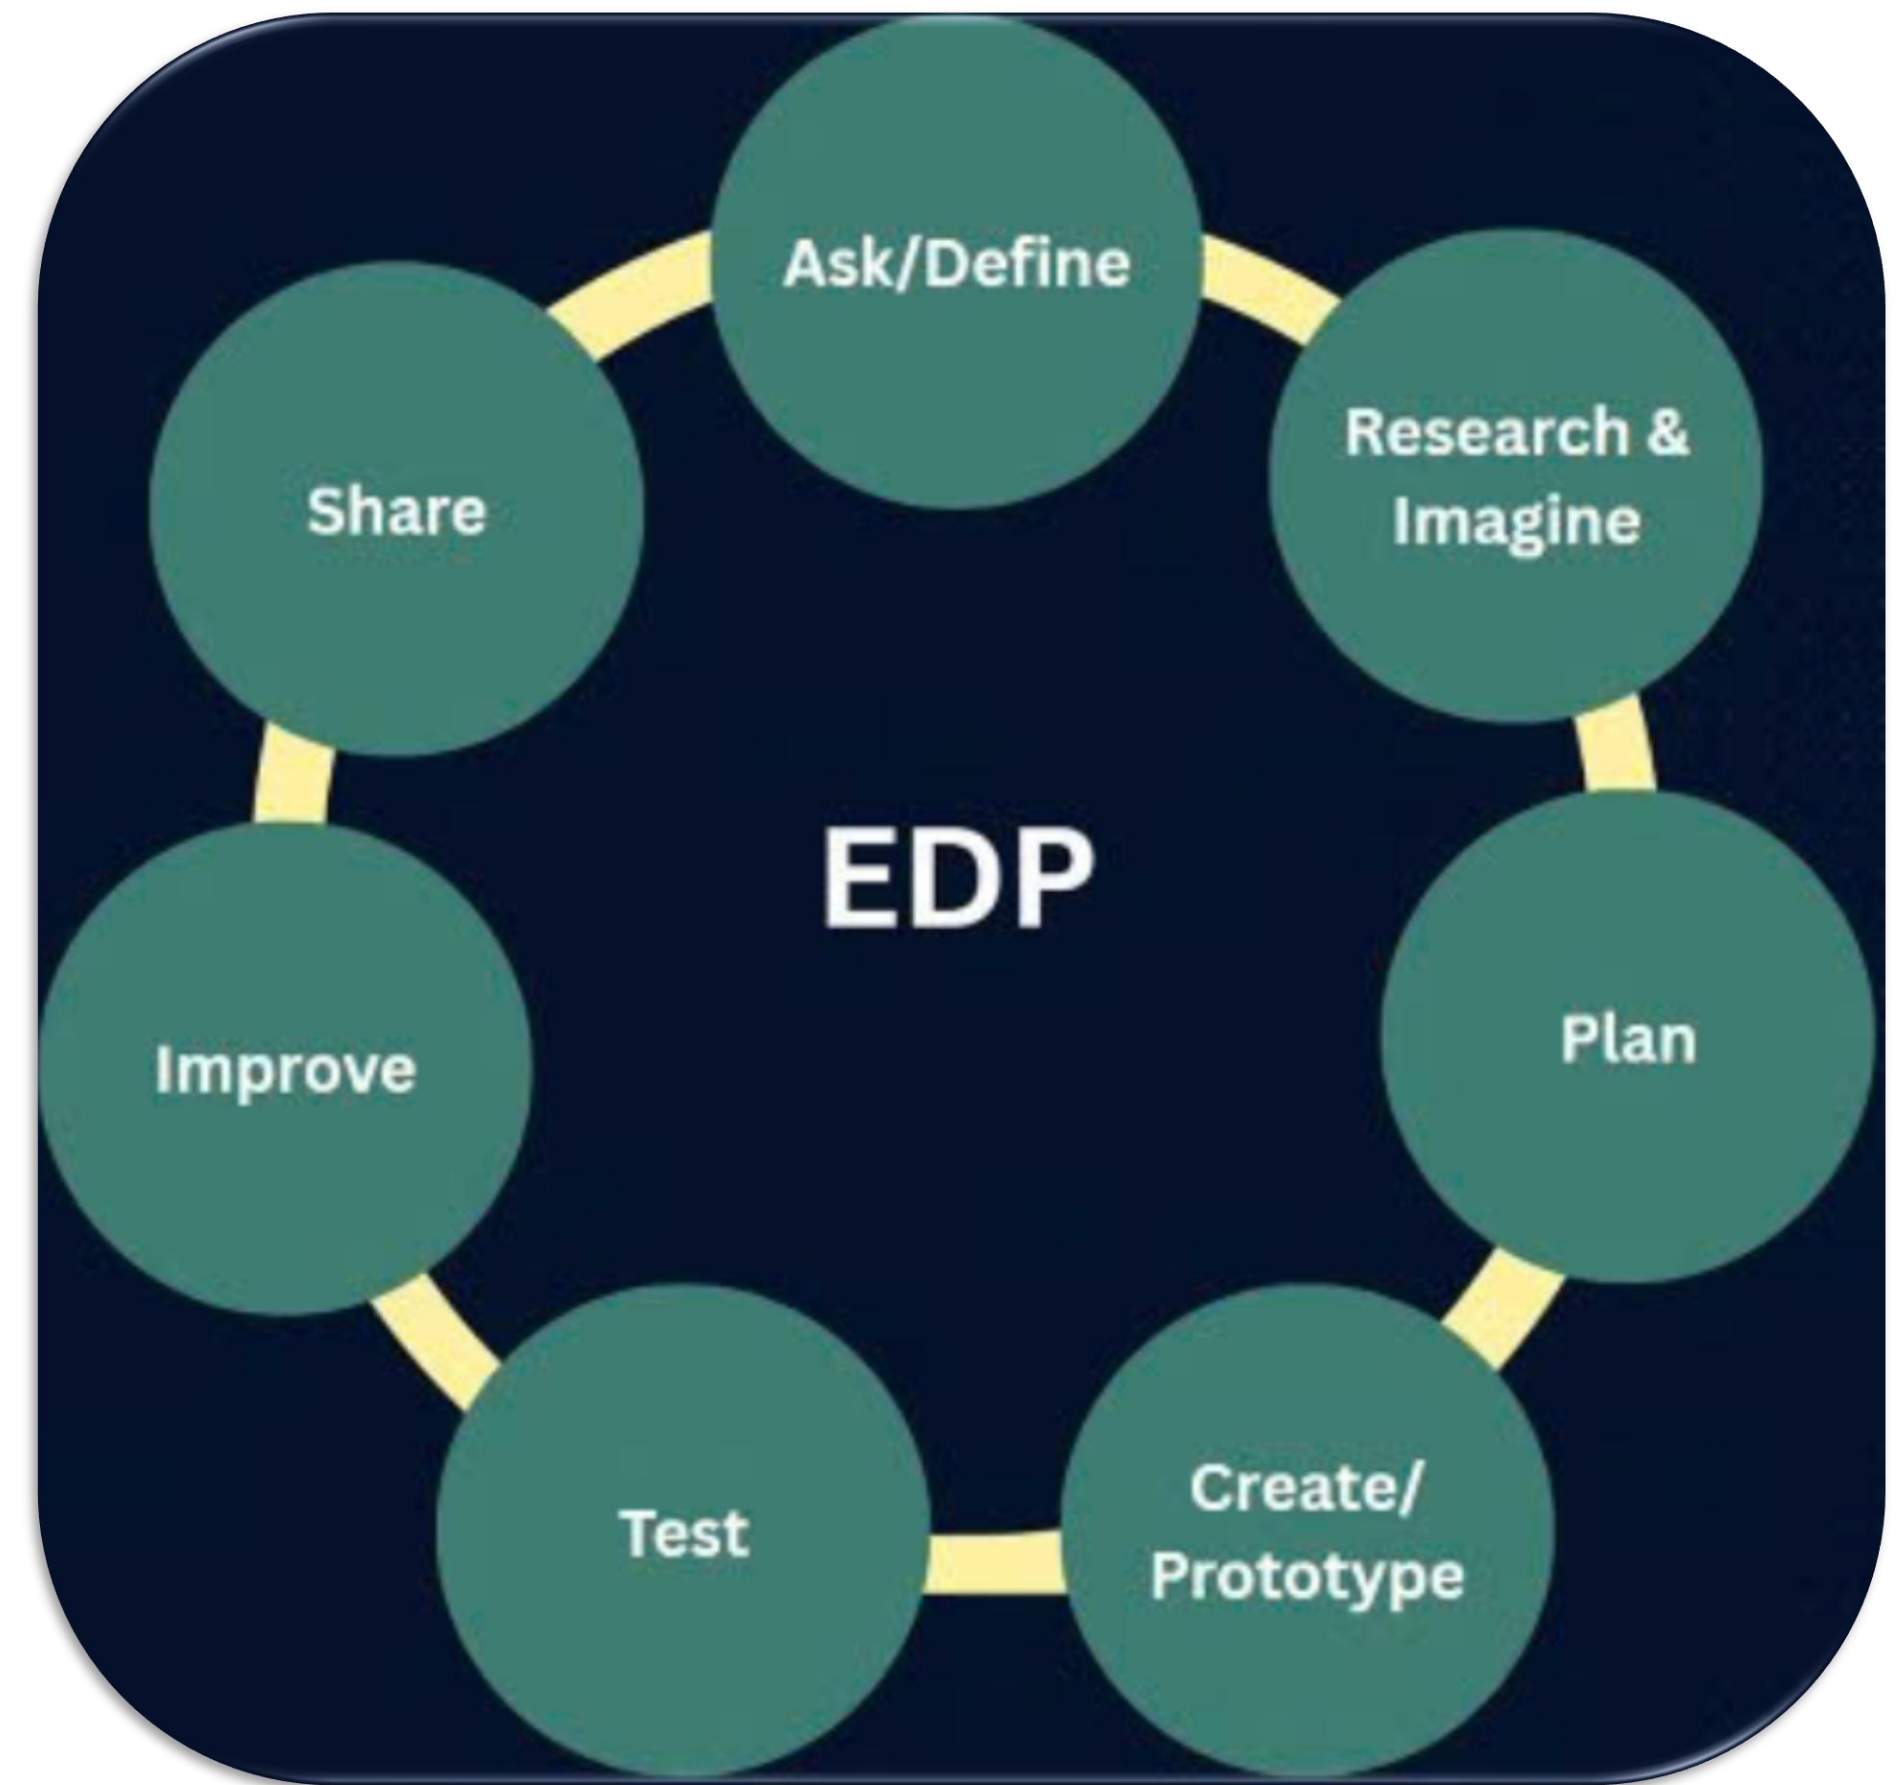 Ask/Define
Research &
Imagine
Plan
Create/
Prototype
Test
Improve
Share
EDP